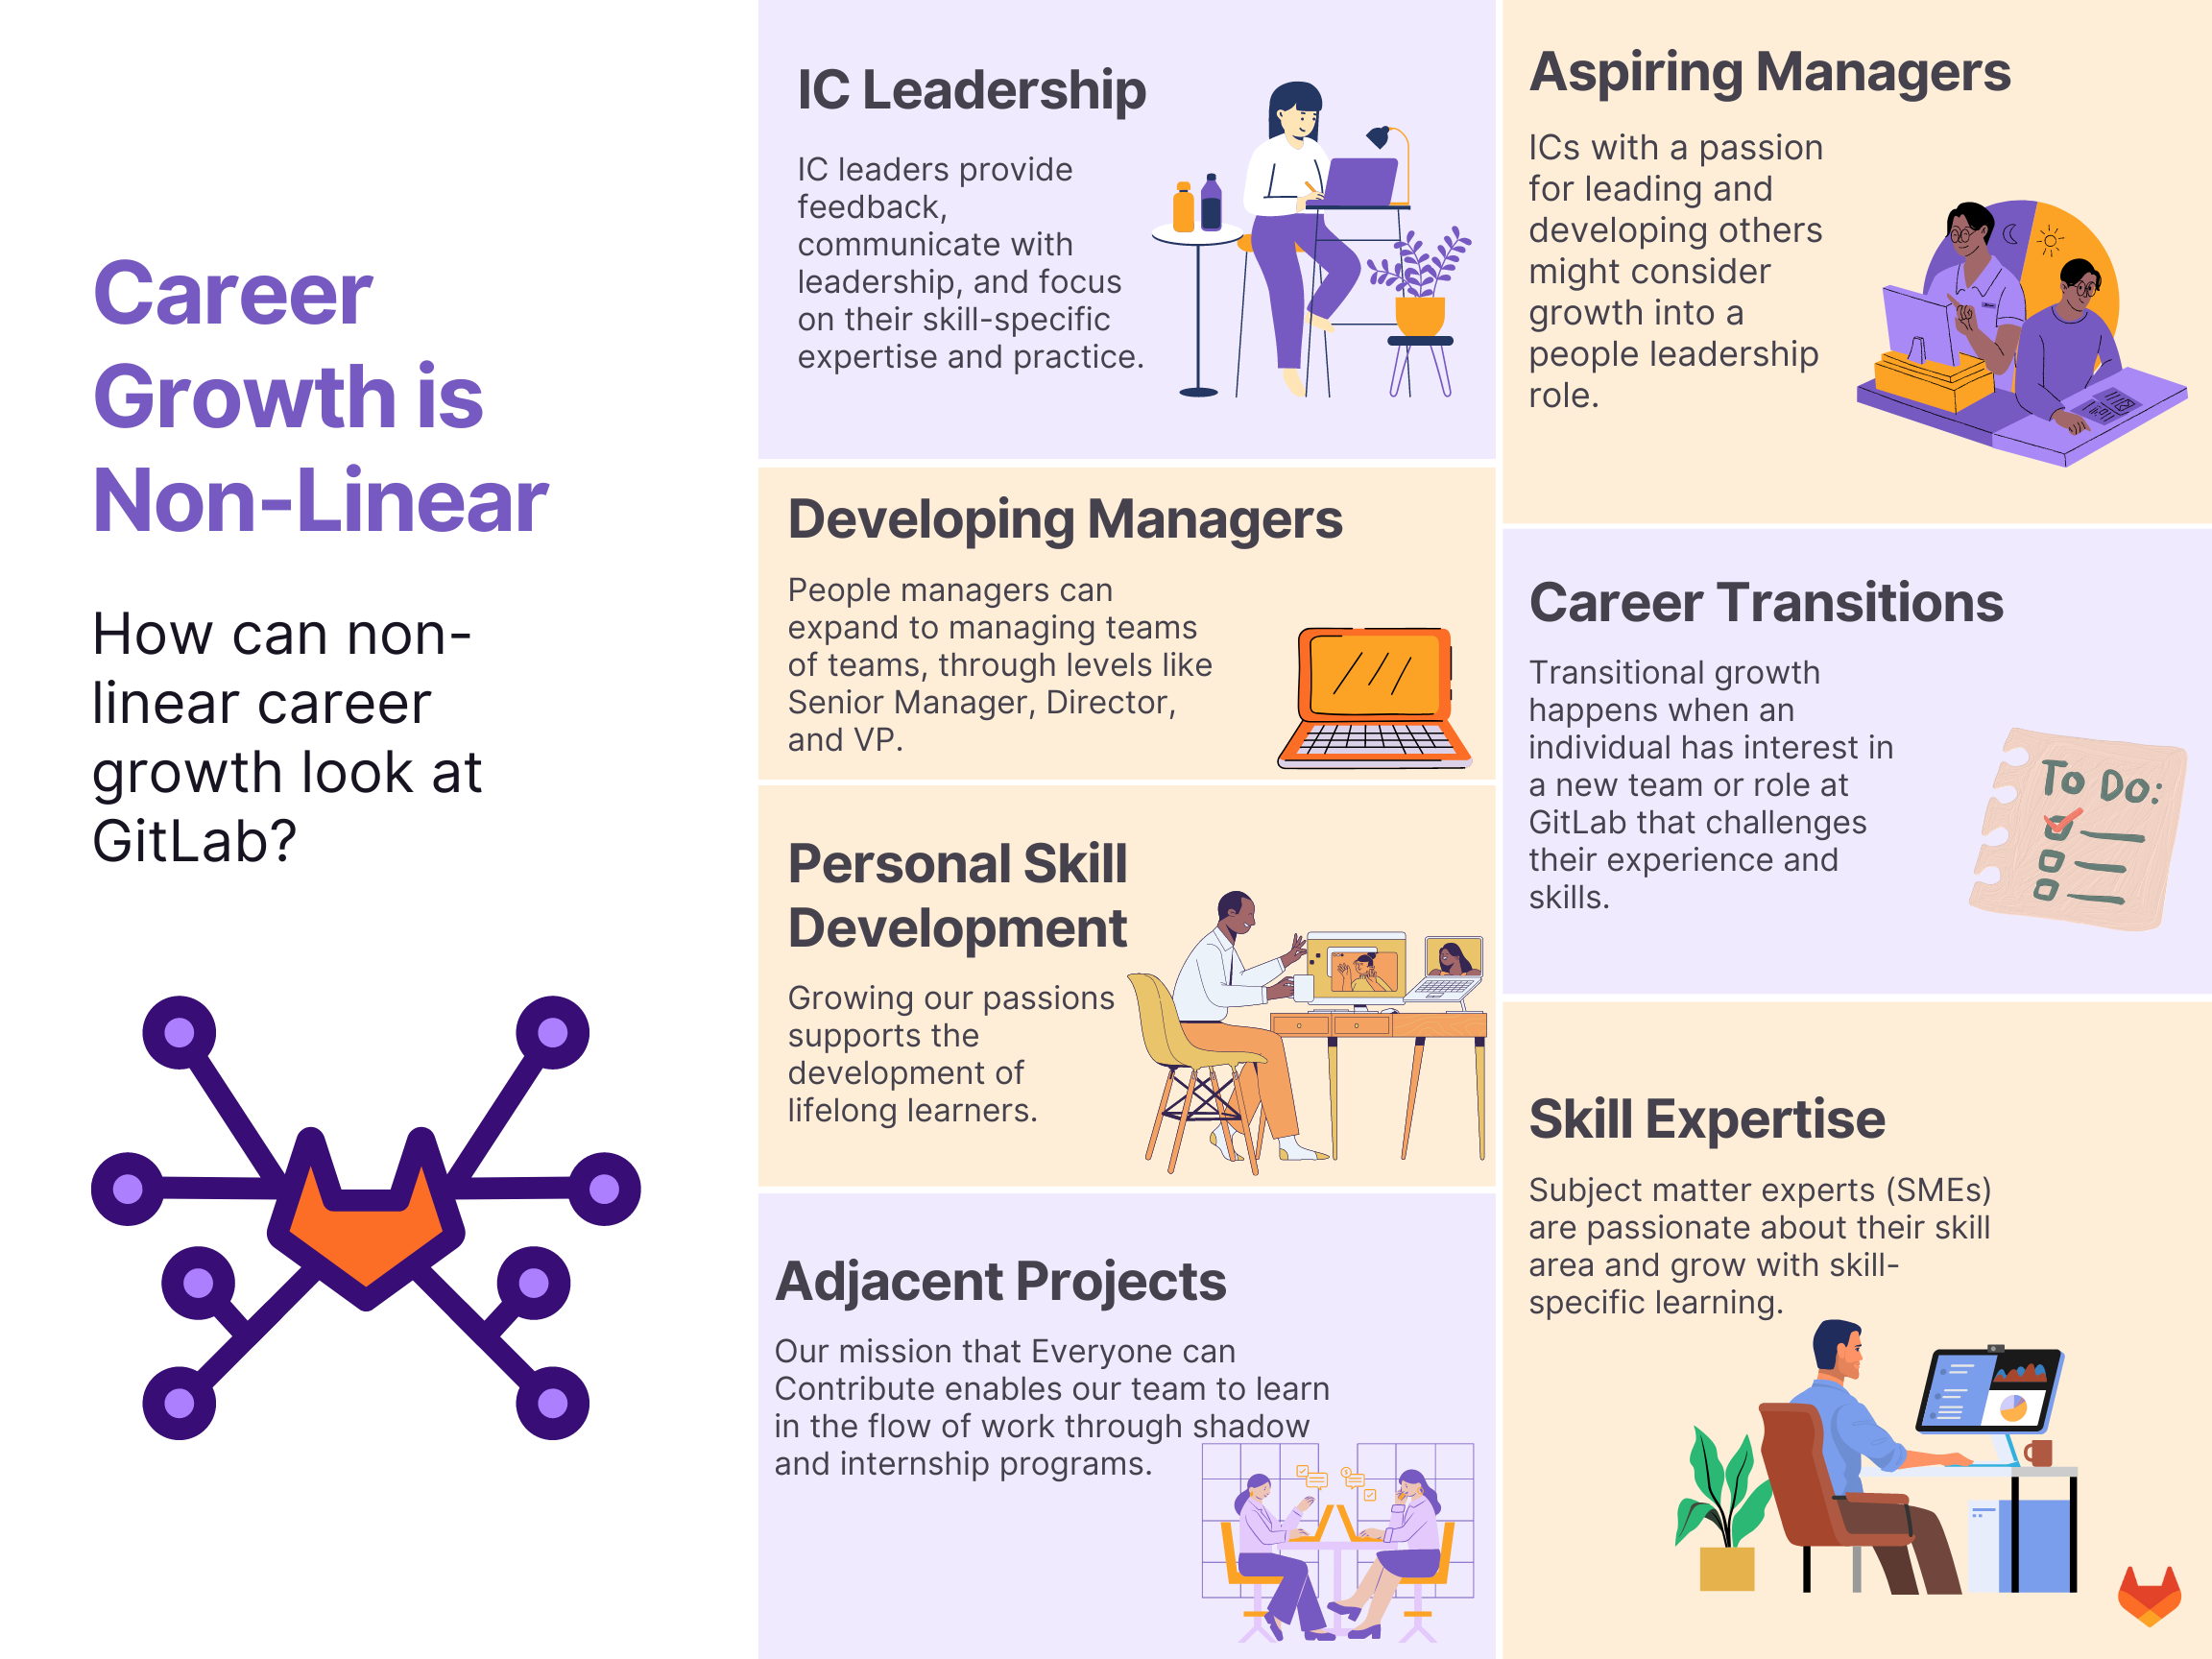 Career
Growth is
Non-Linear
How can non-
linear career
growth look at
GitLab?
IC Leadership
IC leaders provide
feedback,
communicate with
leadership, and focus
on their skill-specific
expertise and practice.
Developing Managers
People managers can
expand to managing teams
of teams, through levels like
Senior Manager, Director,
and VP.
Personal Skill
Development
Growing our passions
supports the
development of
lifelong learners.
Adjacent Projects
Our mission that Everyone can
Contribute enables our team to learn
in the flow of work through shadow
and internship programs.
Aspiring Managers
ICs with a passion
for leading and
developing others
might consider
growth into a
people leadership
role.
Career Transitions
Transitional growth
happens when an
individual has interest in
a new team or role at
GitLab that challenges
their experience and
skills.
To Do:
Skill Expertise
Subject matter experts (SMEs)
are passionate about their skill
area and grow with skill-
specific learning.